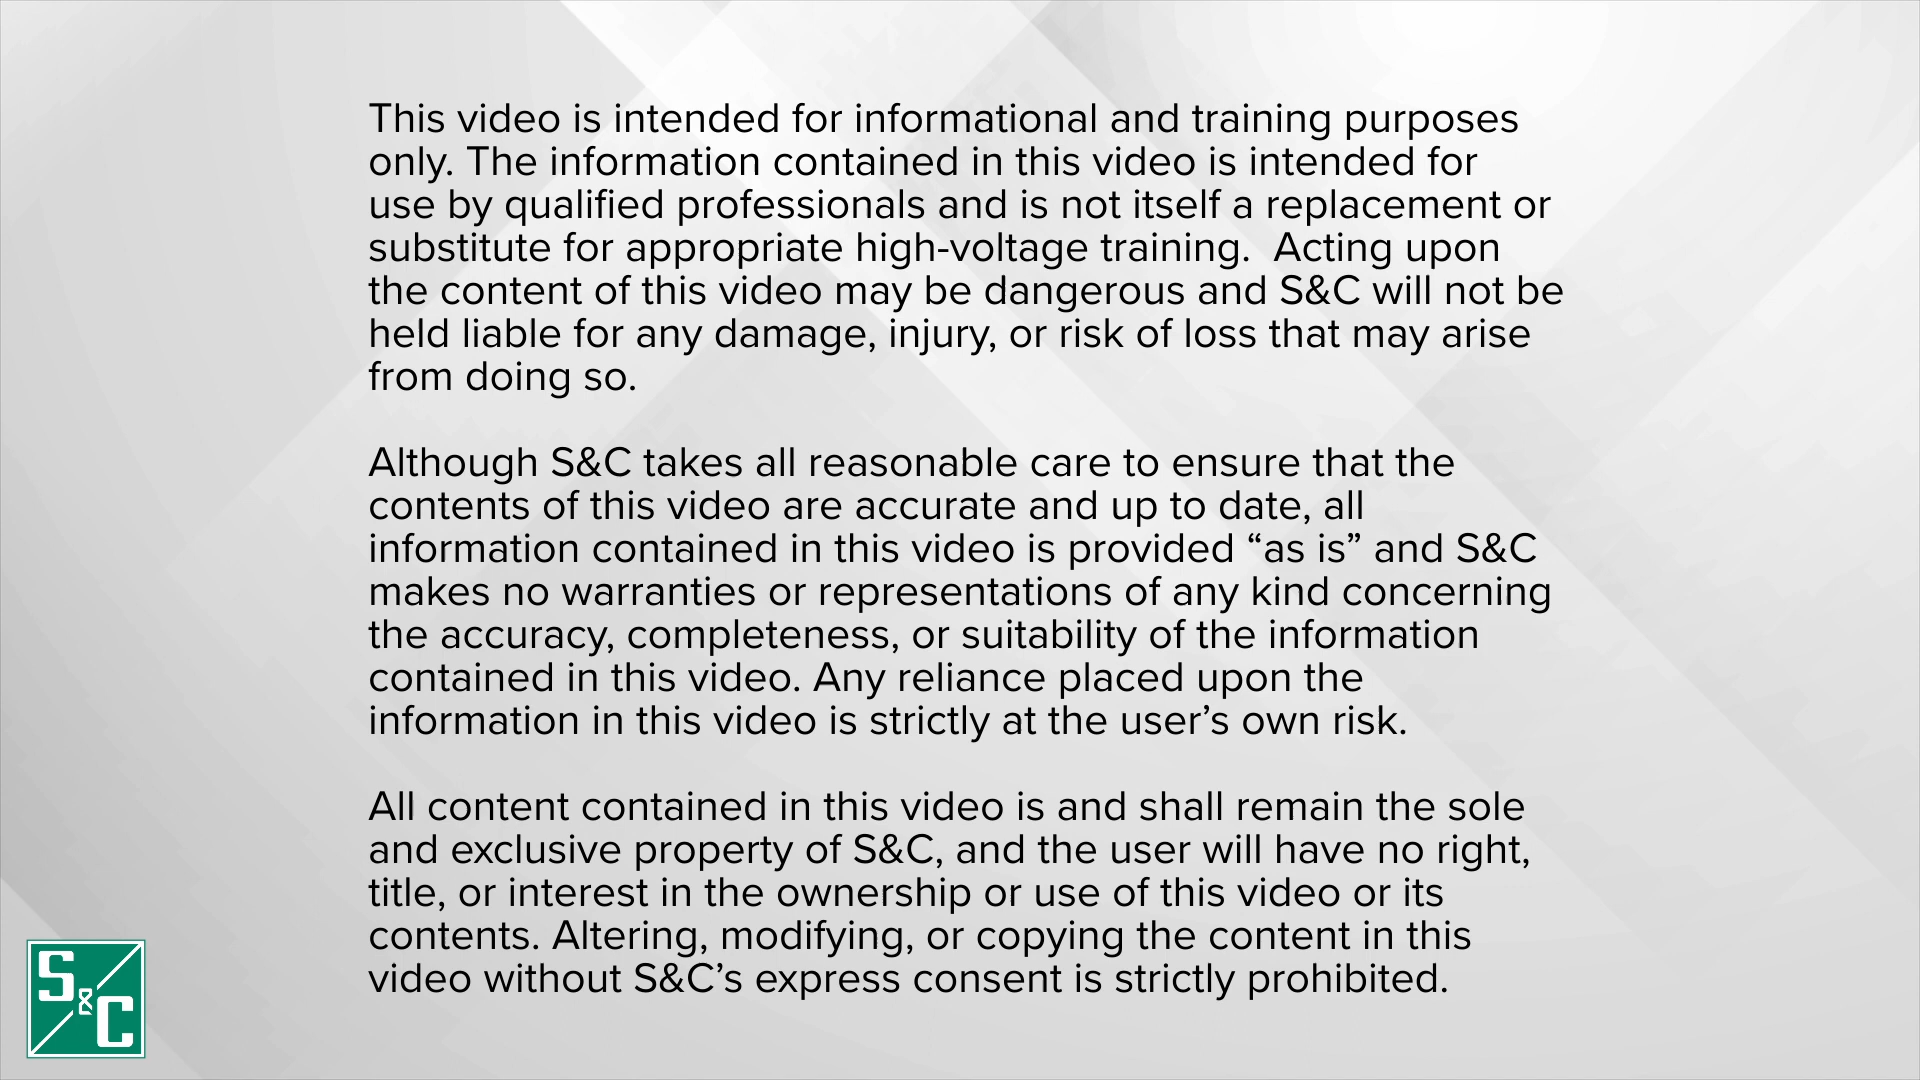 This video is intended for informational and training purposes
only. The information contained in this video is intended for
use by qualified professionals and is not itself a replacement or
substitute for appropriate high-voltage training.  Acting upon
the content of this video may be dangerous and S&C will not be
held liable for any damage, injury, or risk of loss that may arise
from doing so.
Although S&C takes all reasonable care to ensure that the
contents of this video are accurate and up to date, all
information contained in this video is provided “as is” and S&C
makes no warranties or representations of any kind concerning
the accuracy, completeness, or suitability of the information
contained in this video. Any reliance placed upon the
information in this video is strictly at the user’s own risk.
All content contained in this video is and shall remain the sole
and exclusive property of S&C, and the user will have no right,
title, or interest in the ownership or use of this video or its
contents. Altering, modifying, or copying the content in this
video without S&C’s express consent is strictly prohibited.
S&C